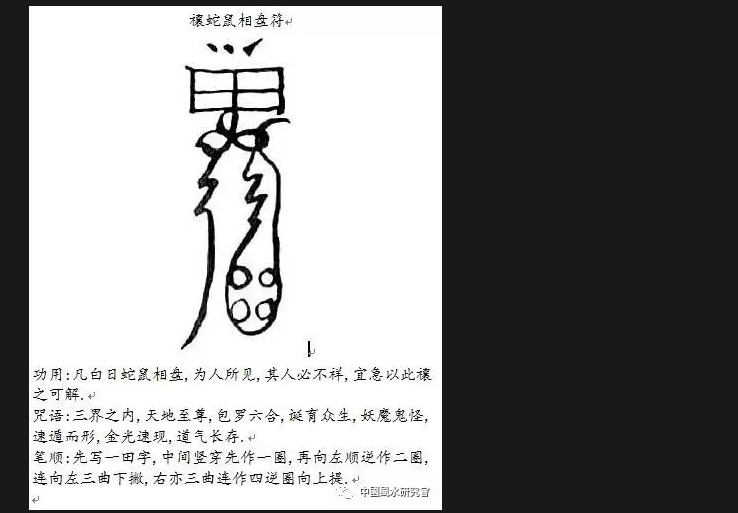 禳蛇鼠相盘符
功用:凡白日蛇鼠相盘,为人所见,其人必不祥,宜急以此禳
之可解.
咒语:三界之内,天地至尊,包罗六合,诞育众生,妖魔鬼怪,
速遁而形,金光速现,道气长存.
笔顺:先写一田字,中间竖穿先作一圈,再向左顺逆作二圈,
连向左三曲下撇,右亦三曲连作四逆圈向上提.
中国風水研究會